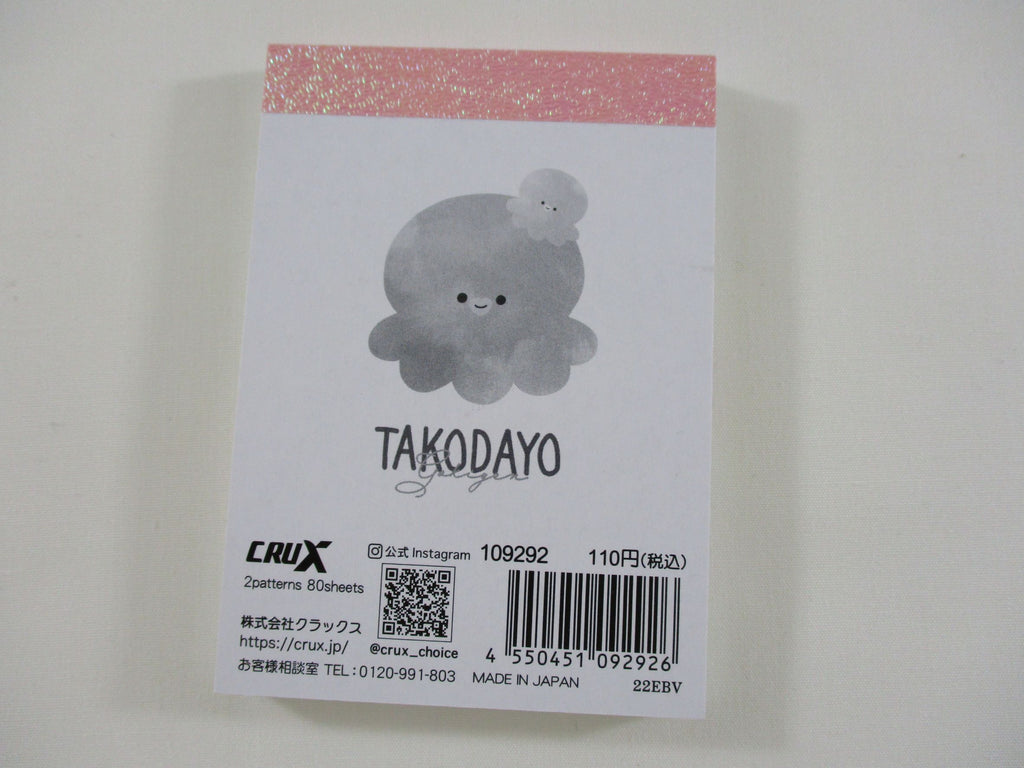 TAKODAYO
CRUX
公式 Instagram 109292 110円(税込)
2patterns 80sheets
株式会社クラックス
https://crux.jp/
@crux_choice
4 550451 092926
お客様相談室 TEL:0120-991-803 MADE IN JAPAN 22EBV